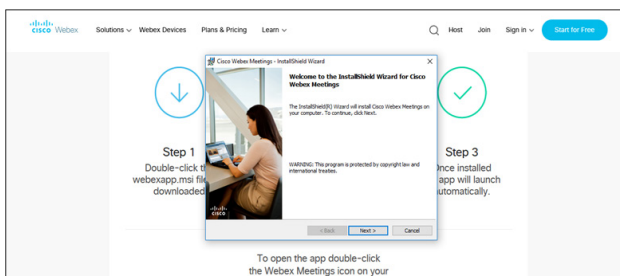 CISCO Webex Solutions Webex Devices Plans & Pricing Learn Host Join Sign in Start for Free
Cisco Webex Meetings - InstallShield Wizard
Welcome to the InstallShield Wizard for Cisco
Webex Meetings
The InstallShield(R) Wizard will install Cisco Webex Meetings on
your computer. To continue, click Next.
WARNING: This program is protected by copyright law and
international treaties.
CISCO
< Back Next > Cancel
Step 1
Double-click
webexapp.msi
downloaded
Step 3
installed
app will launch
automatically.
To open the app double-click
the Webex Meetings icon on your